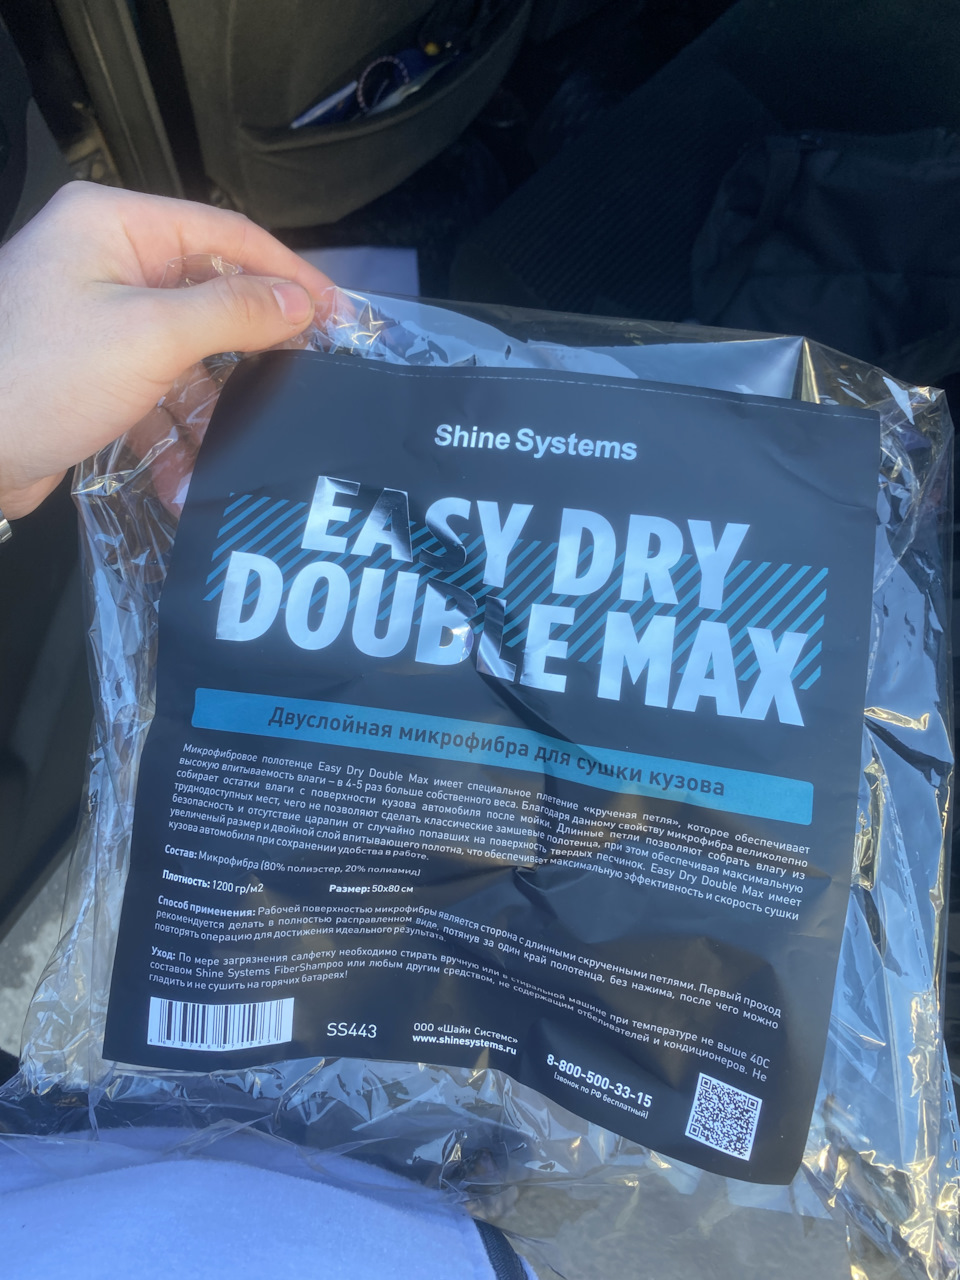 Shine Systems
EASY DRY
DOUBLE MAX
Двуслойная микрофибра для сушки кузова
Микрофибровое полотенце Easy Dry Double Max имеет специальное плетение «крученая петля», которое обеспечивает
высокую впитываемость влаги – в 4-5 раз больше собственного веса. Благодаря данному свойству микрофибра великолепно
собирает остатки влаги с поверхности кузова автомобиля после мойки. Длинные петли позволяют собрать влагу из
труднодоступных мест, чего не позволяют сделать классические замшевые полотенца, при этом обеспечивая максимальную
безопасность и отсутствие царапин от случайно попавших на поверхность твердых песчинок. Easy Dry Double Max имеет
увеличеный размер и двойной слой впитывающего полотна, что обеспечивает максимальную эффективность и скорость сушки
кузова автомобиля при сохранении удобства в работе.
Состав: Микрофибра (80% полиэстер, 20% полиамид)
Плотность: 1200 гр/м2 Размер: 50х80 см
Способ применения: Рабочей поверхностью микрофибры является сторона с длинными скрученными петлями. Первый проход
рекомендуется делать в полностью расправленном виде, потянув за один край полотенца, без нажима, после чего можно
повторять операцию для достижения идеального результата.
Уход: По мере загрязнения салфетку необходимо стирать вручную или в стиральной машине при температуре не выше 40С
составом Shine Systems FiberShampoo или любым другим средством, не содержащим отбеливателей и кондиционеров. Не
гладить и не сушить на горячих батареях!
SS443
ООО «Шайн Системс»
www.shinesystems.ru
8-800-500-33-15
(звонок по РФ бесплатный)